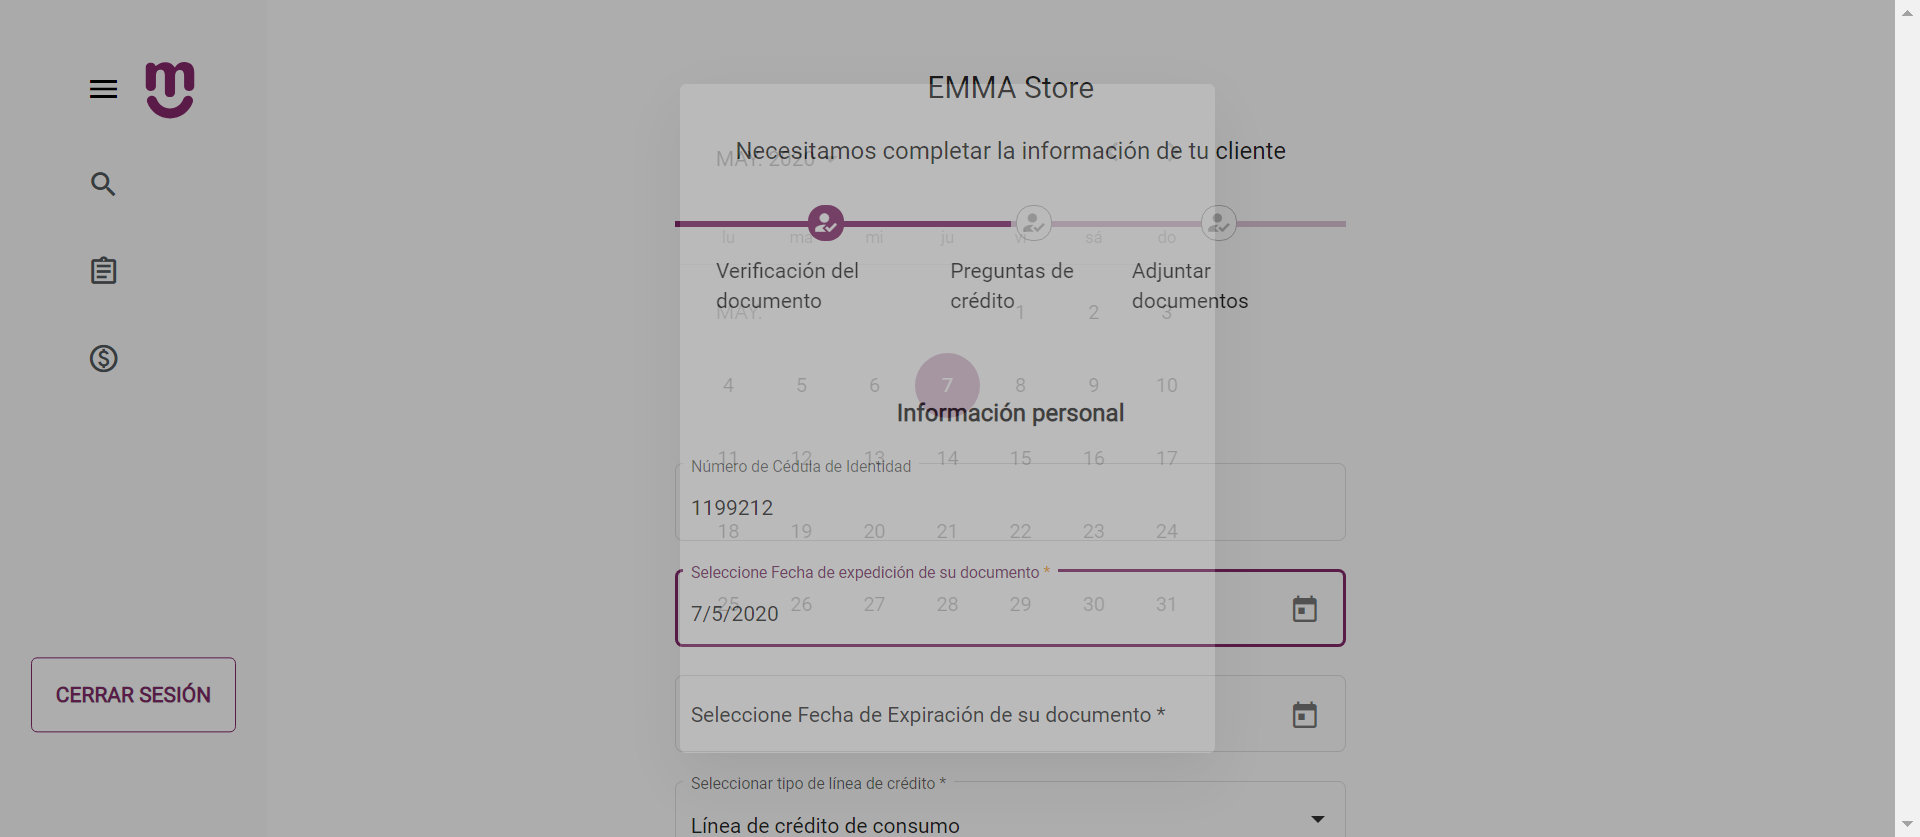 EMMA Store
Necesitamos completar la información de tu cliente
MAY. 2020
lu ma mi ju vi sá do
Verificación del documento
Preguntas de crédito
Adjuntar documentos
MAY. 1 2 3
4 5 6 7 8 9 10
Información personal
11 12 13 14 15 16 17
Número de Cédula de Identidad
1199212
18 19 20 21 22 23 24
Seleccione Fecha de expedición de su documento *
25 26 27 28 29 30 31
7/5/2020
CERRAR SESIÓN
Seleccione Fecha de Expiración de su documento *
Seleccionar tipo de línea de crédito *
Línea de crédito de consumo